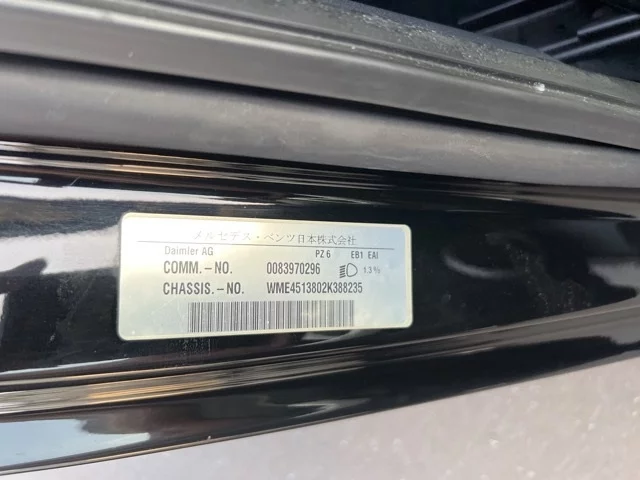 メルセデス・ベンツ日本株式会社
Daimler AG PZ 6 EB1 EAI
COMM.-NO. 0083970296 1.3%
CHASSIS.-NO. WME4513802K388235